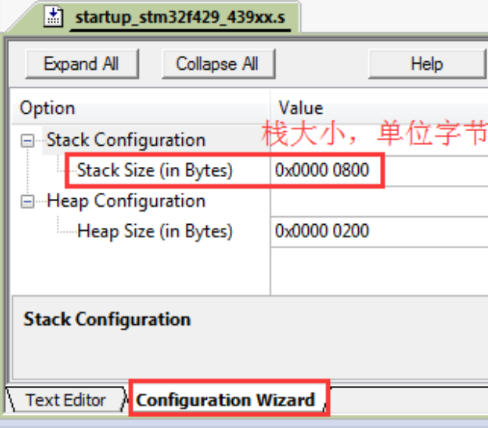 startup_stm32f429_439xx.s
Expand All Collapse All Help
Option Value
Stack Configuration 栈大小，单位字节
Stack Size (in Bytes) 0x0000 0800
Heap Configuration
Heap Size (in Bytes) 0x0000 0200
Stack Configuration
Text Editor Configuration Wizard